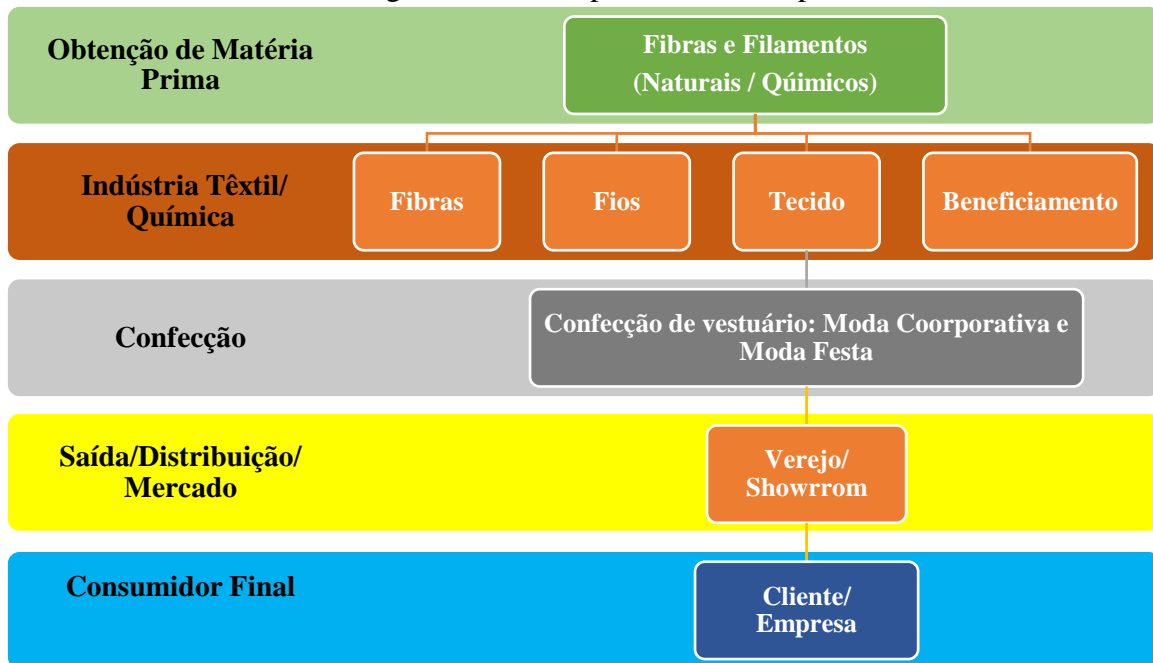 Obtenção de Matéria
Prima
Fibras e Filamentos
(Naturais / Qúimicos)
Indústria Têxtil/
Química
Fibras
Fios
Tecido
Beneficiamento
Confecção
Confecção de vestuário: Moda Coorporativa e
Moda Festa
Saída/Distribuição/
Mercado
Verejo/
Showrrom
Consumidor Final
Cliente/
Empresa